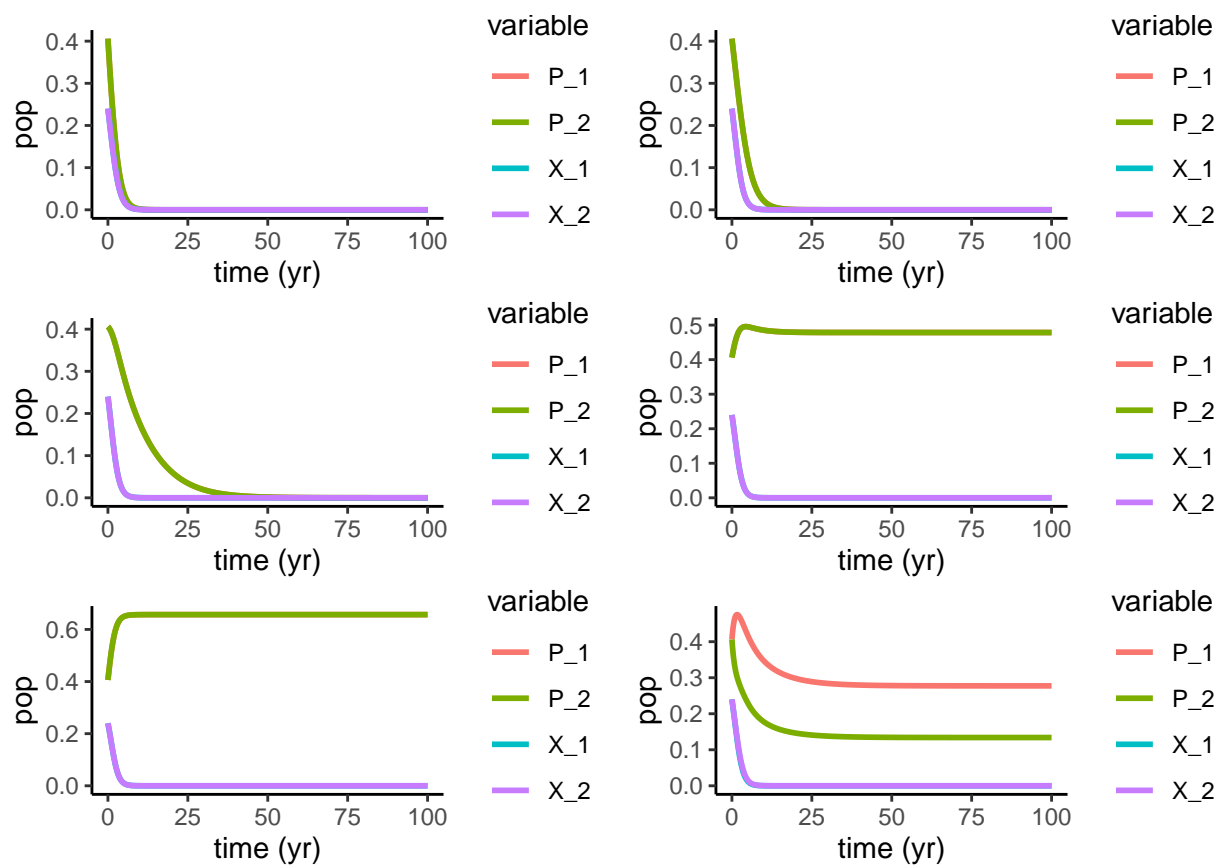 variable
P_1
P_2
X_1
X_2
0.4
0.3
0.2
0.1
0.0
pop
0 25 50 75 100
time (yr)
variable
P_1
P_2
X_1
X_2
0.4
0.3
0.2
0.1
0.0
pop
0 25 50 75 100
time (yr)
variable
P_1
P_2
X_1
X_2
0.4
0.3
0.2
0.1
0.0
pop
0 25 50 75 100
time (yr)
variable
P_1
P_2
X_1
X_2
0.5
0.4
0.3
0.2
0.1
0.0
pop
0 25 50 75 100
time (yr)
variable
P_1
P_2
X_1
X_2
0.6
0.4
0.2
0.0
pop
0 25 50 75 100
time (yr)
variable
P_1
P_2
X_1
X_2
0.4
0.3
0.2
0.1
0.0
pop
0 25 50 75 100
time (yr)